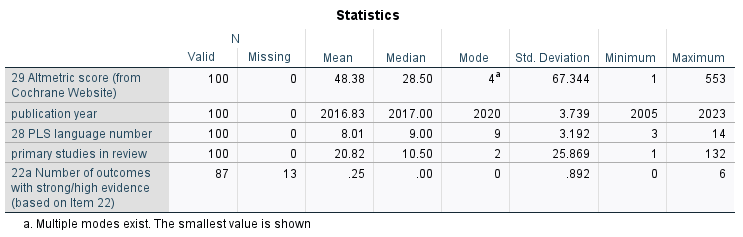 Statistics
N
Valid Missing Mean Median Mode Std. Deviation Minimum Maximum
29 Altmetric score (from Cochrane Website) 100 0 48.38 28.50 4a 67.344 1 553
publication year 100 0 2016.83 2017.00 2020 3.739 2005 2023
28 PLS language number 100 0 8.01 9.00 9 3.192 3 14
primary studies in review 100 0 20.82 10.50 2 25.869 1 132
22a Number of outcomes with strong/high evidence (based on Item 22) 87 13 .25 .00 0 .892 0 6
a. Multiple modes exist. The smallest value is shown